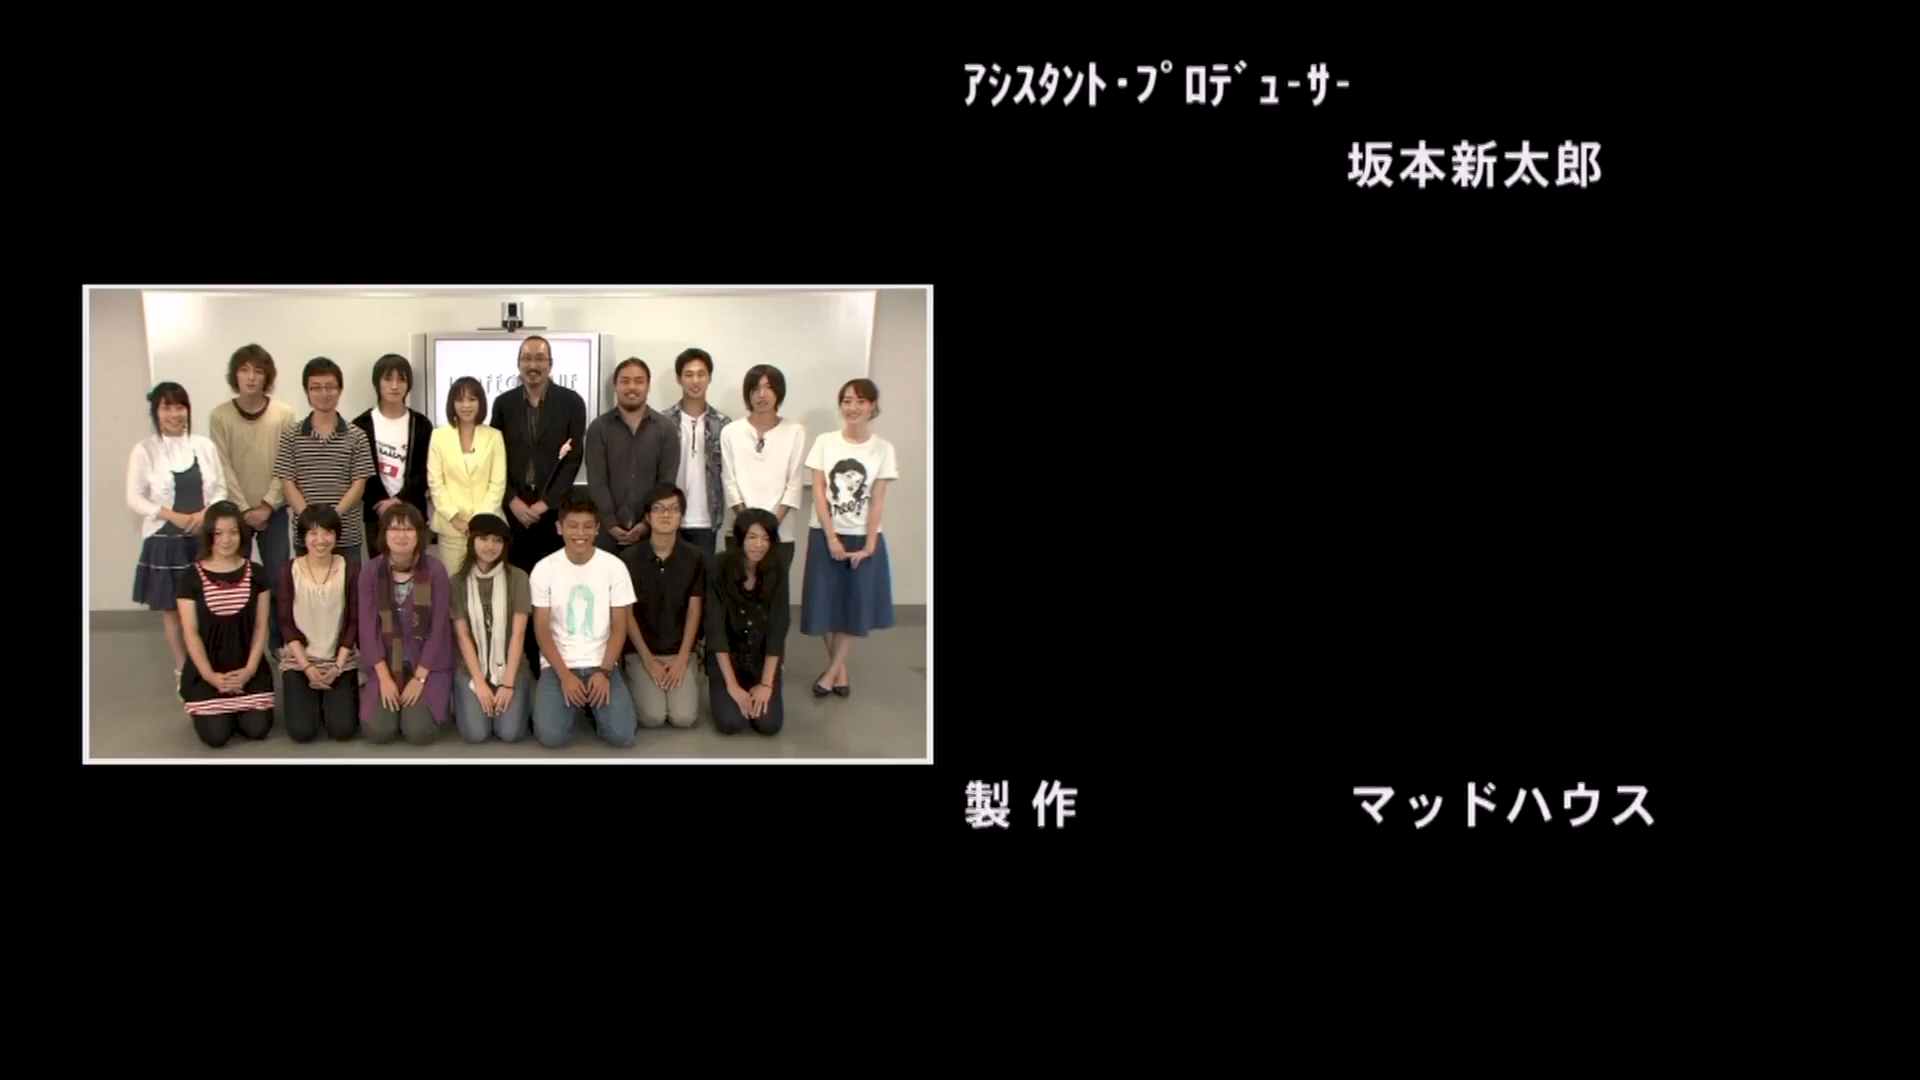 ｱｼｽﾀﾝﾄ・ﾌﾟﾛﾃﾞｭｰｻｰ
坂本新太郎
製 作 マッドハウス